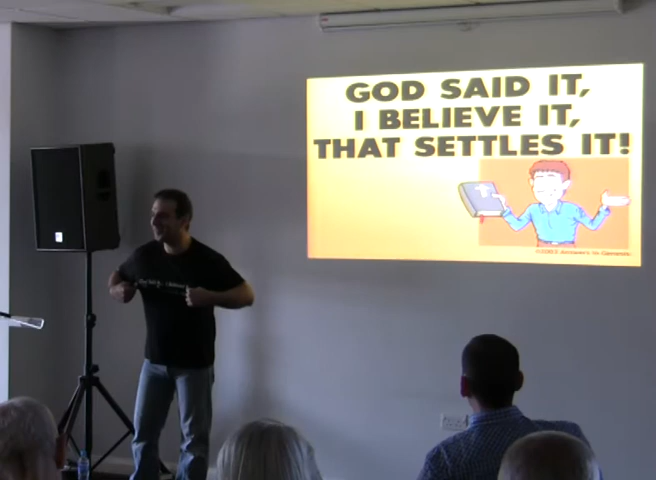 GOD SAID IT,
I BELIEVE IT,
THAT SETTLES IT!